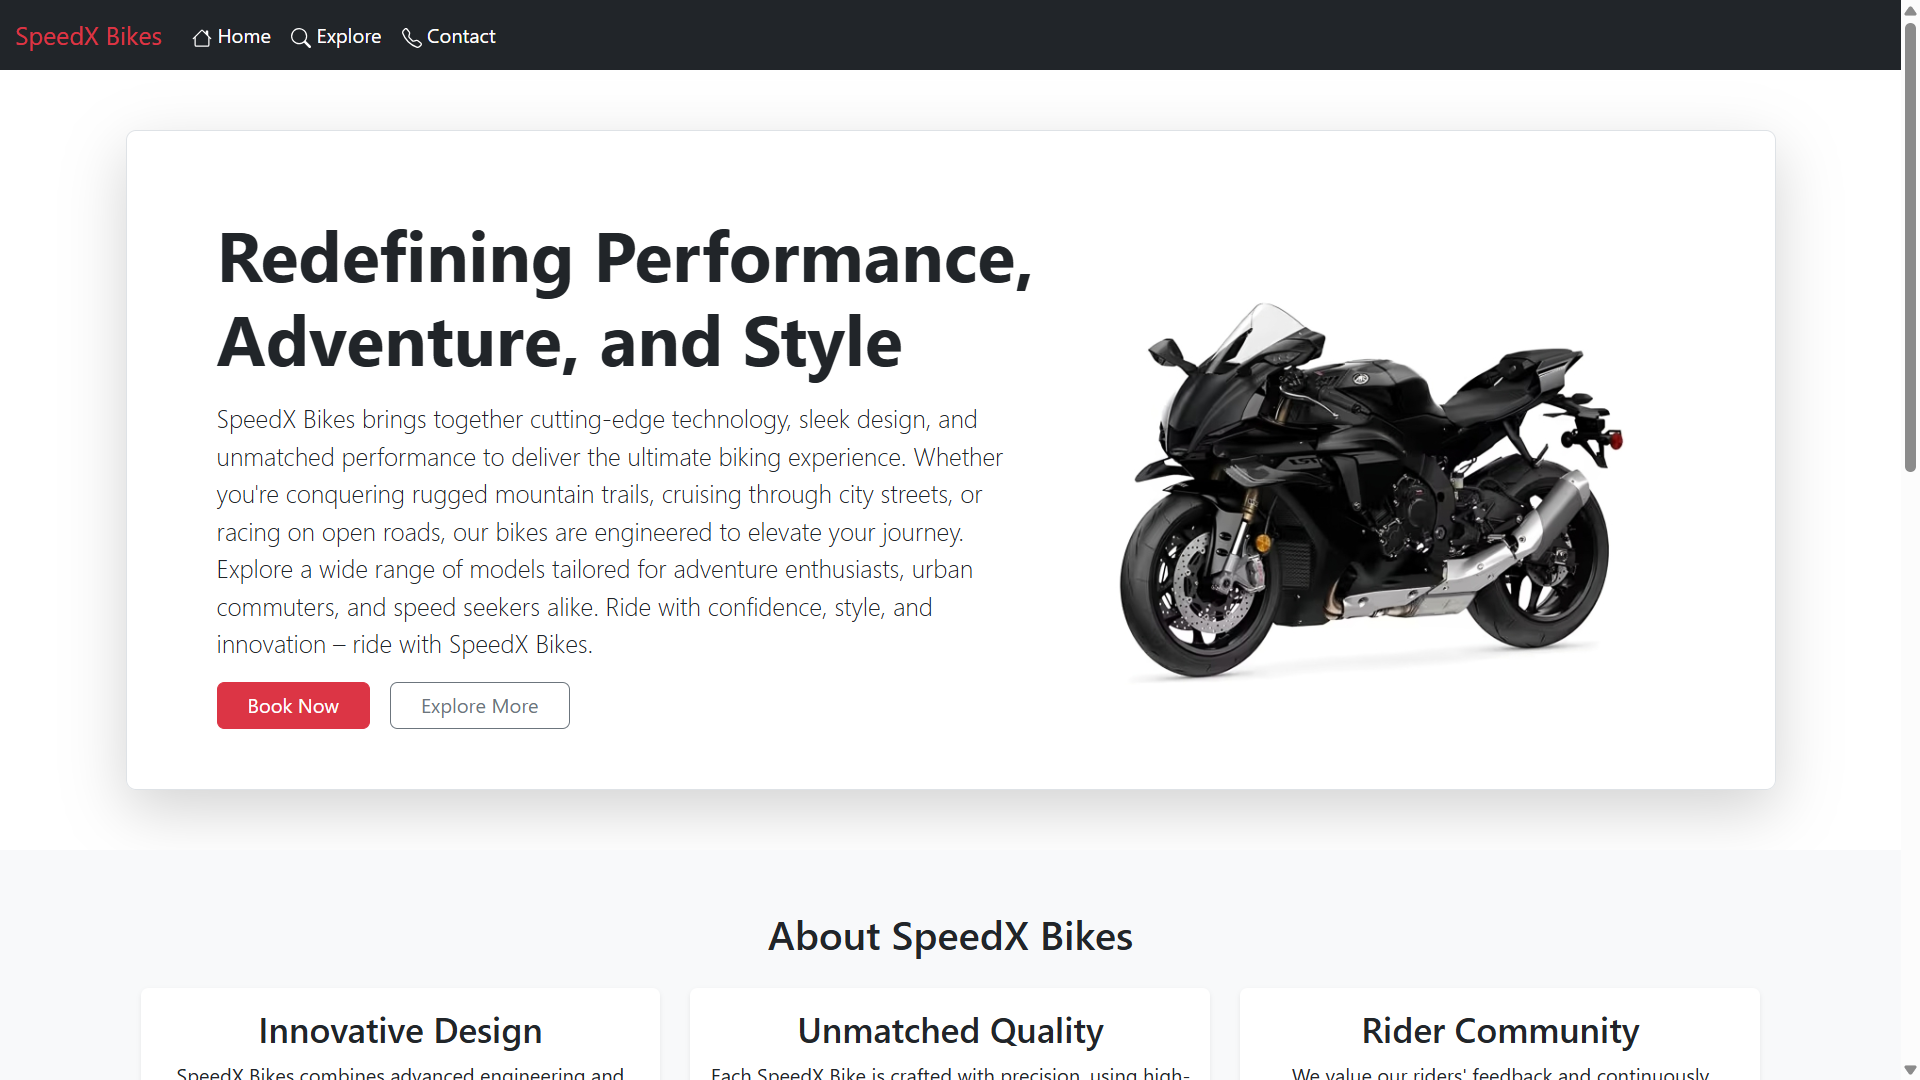 SpeedX Bikes
Home
Explore
Contact
Redefining Performance,
Adventure, and Style
SpeedX Bikes brings together cutting-edge technology, sleek design, and
unmatched performance to deliver the ultimate biking experience. Whether
you're conquering rugged mountain trails, cruising through city streets, or
racing on open roads, our bikes are engineered to elevate your journey.
Explore a wide range of models tailored for adventure enthusiasts, urban
commuters, and speed seekers alike. Ride with confidence, style, and
innovation – ride with SpeedX Bikes.
Book Now
Explore More
About SpeedX Bikes
Innovative Design
Unmatched Quality
Rider Community
SpeedX Bikes combines advanced engineering and
Each SpeedX Bike is crafted with precision, using high-
We value our riders' feedback and continuously